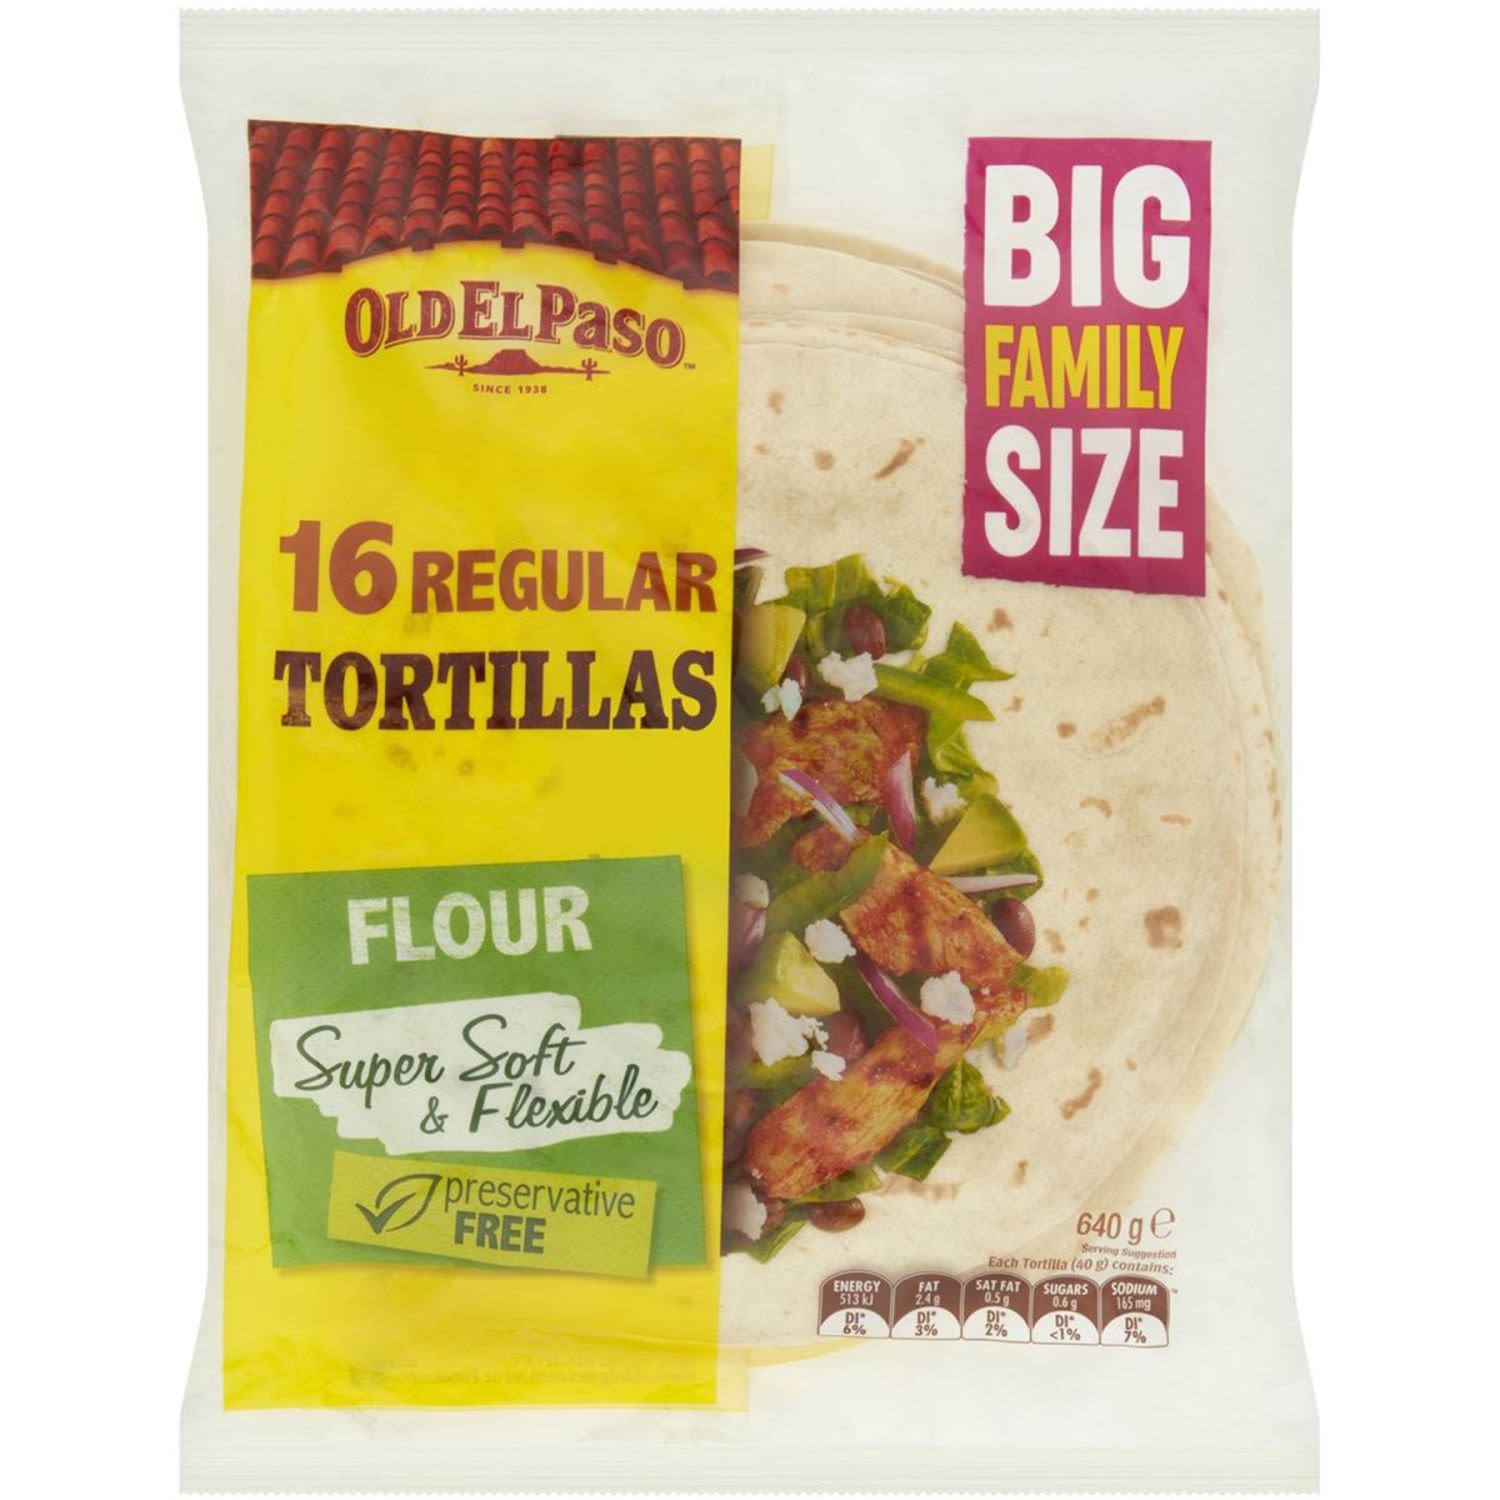 OLD EL PASO™
SINCE 1938
16 REGULAR
TORTILLAS
FLOUR
Super Soft
& Flexible
preservative
FREE
BIG
FAMILY
SIZE
640 g ℮
Serving Suggestion
Each Tortilla (40 g) contains:
ENERGY 513 kJ DI* 6%
FAT 2.4 g DI* 3%
SAT FAT 0.5 g DI* 2%
SUGARS 0.6 g DI* <1%
SODIUM 165 mg DI* 7%